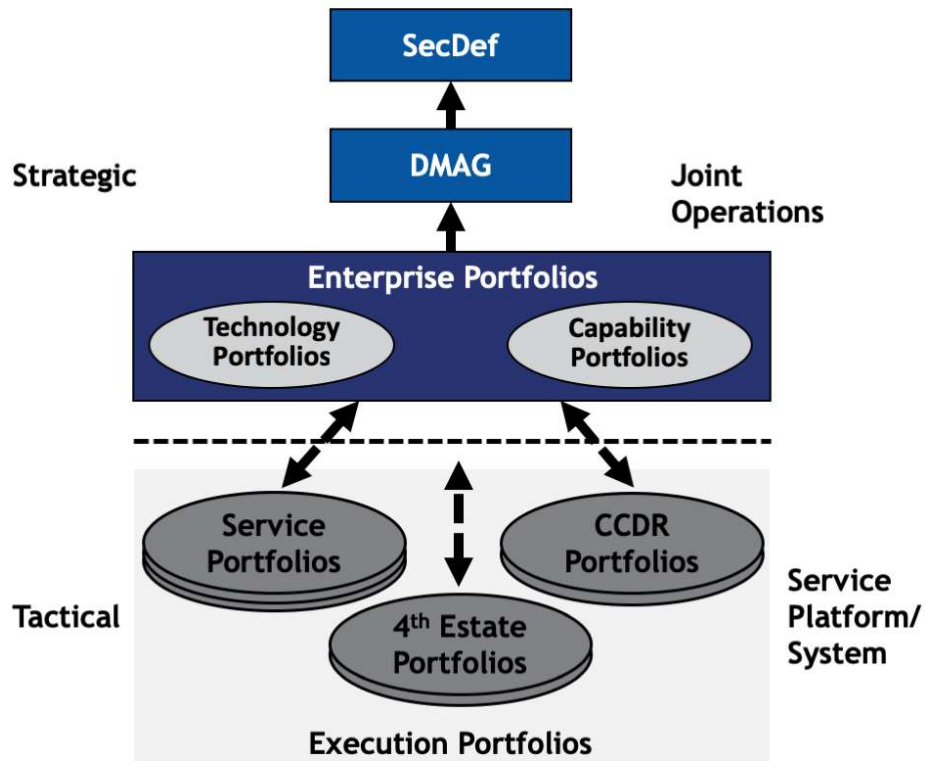 SecDef
DMAG
Strategic
Joint
Operations
Enterprise Portfolios
Technology
Portfolios
Capability
Portfolios
Service
Portfolios
CCDR
Portfolios
4th Estate
Portfolios
Tactical
Service
Platform/
System
Execution Portfolios